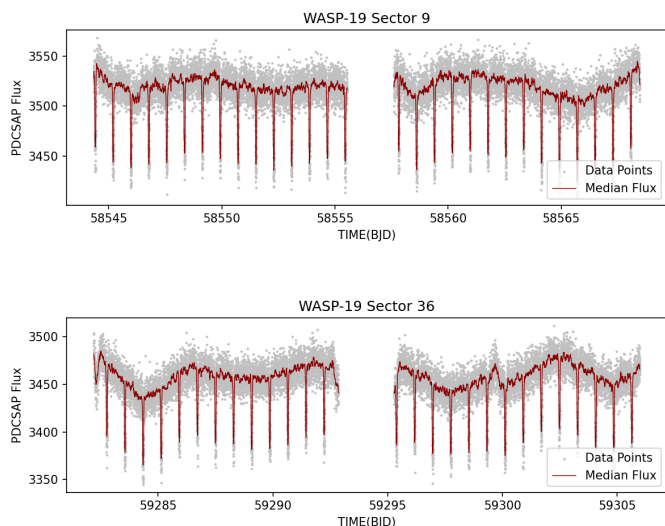 WASP-19 Sector 9
PDCSAP Flux
3550
3500
3450
Data Points
Median Flux
58545 58550 58555 58560 58565
TIME(BJD)
WASP-19 Sector 36
PDCSAP Flux
3500
3450
3400
3350
Data Points
Median Flux
59285 59290 59295 59300 59305
TIME(BJD)